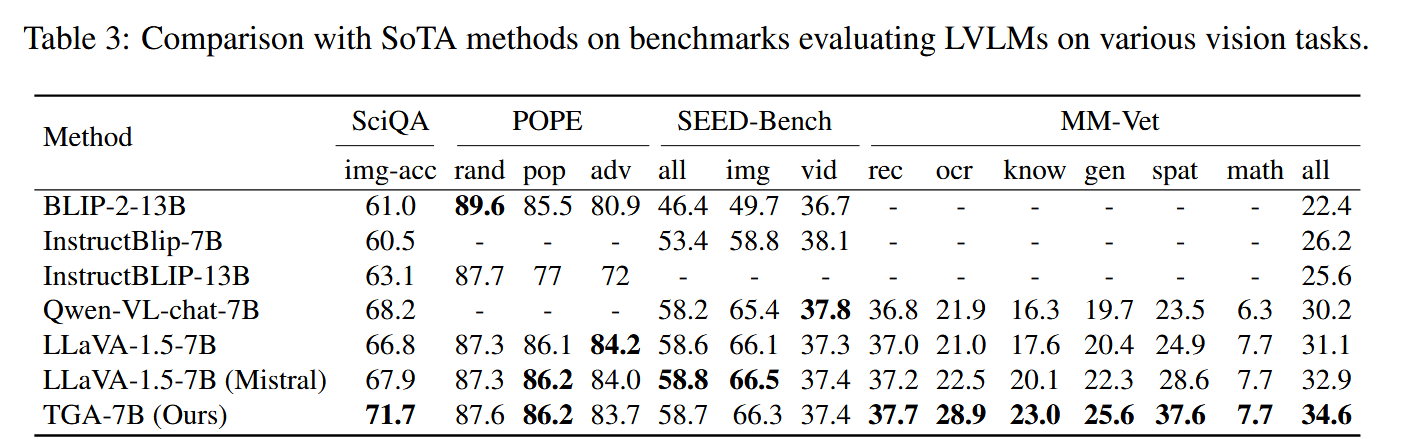 Table 3: Comparison with SoTA methods on benchmarks evaluating LVLMs on various vision tasks.
Method SciQA POPE SEED-Bench MM-Vet
img-acc rand pop adv all img vid rec ocr know gen spat math all
BLIP-2-13B 61.0 89.6 85.5 80.9 46.4 49.7 36.7 - - - - - - 22.4
InstructBlip-7B 60.5 - - - 53.4 58.8 38.1 - - - - - - 26.2
InstructBLIP-13B 63.1 87.7 77 72 - - - - - - - - - 25.6
Qwen-VL-chat-7B 68.2 - - - 58.2 65.4 37.8 36.8 21.9 16.3 19.7 23.5 6.3 30.2
LLaVA-1.5-7B 66.8 87.3 86.1 84.2 58.6 66.1 37.3 37.0 21.0 17.6 20.4 24.9 7.7 31.1
LLaVA-1.5-7B (Mistral) 67.9 87.3 86.2 84.0 58.8 66.5 37.4 37.2 22.5 20.1 22.3 28.6 7.7 32.9
TGA-7B (Ours) 71.7 87.6 86.2 83.7 58.7 66.3 37.4 37.7 28.9 23.0 25.6 37.6 7.7 34.6